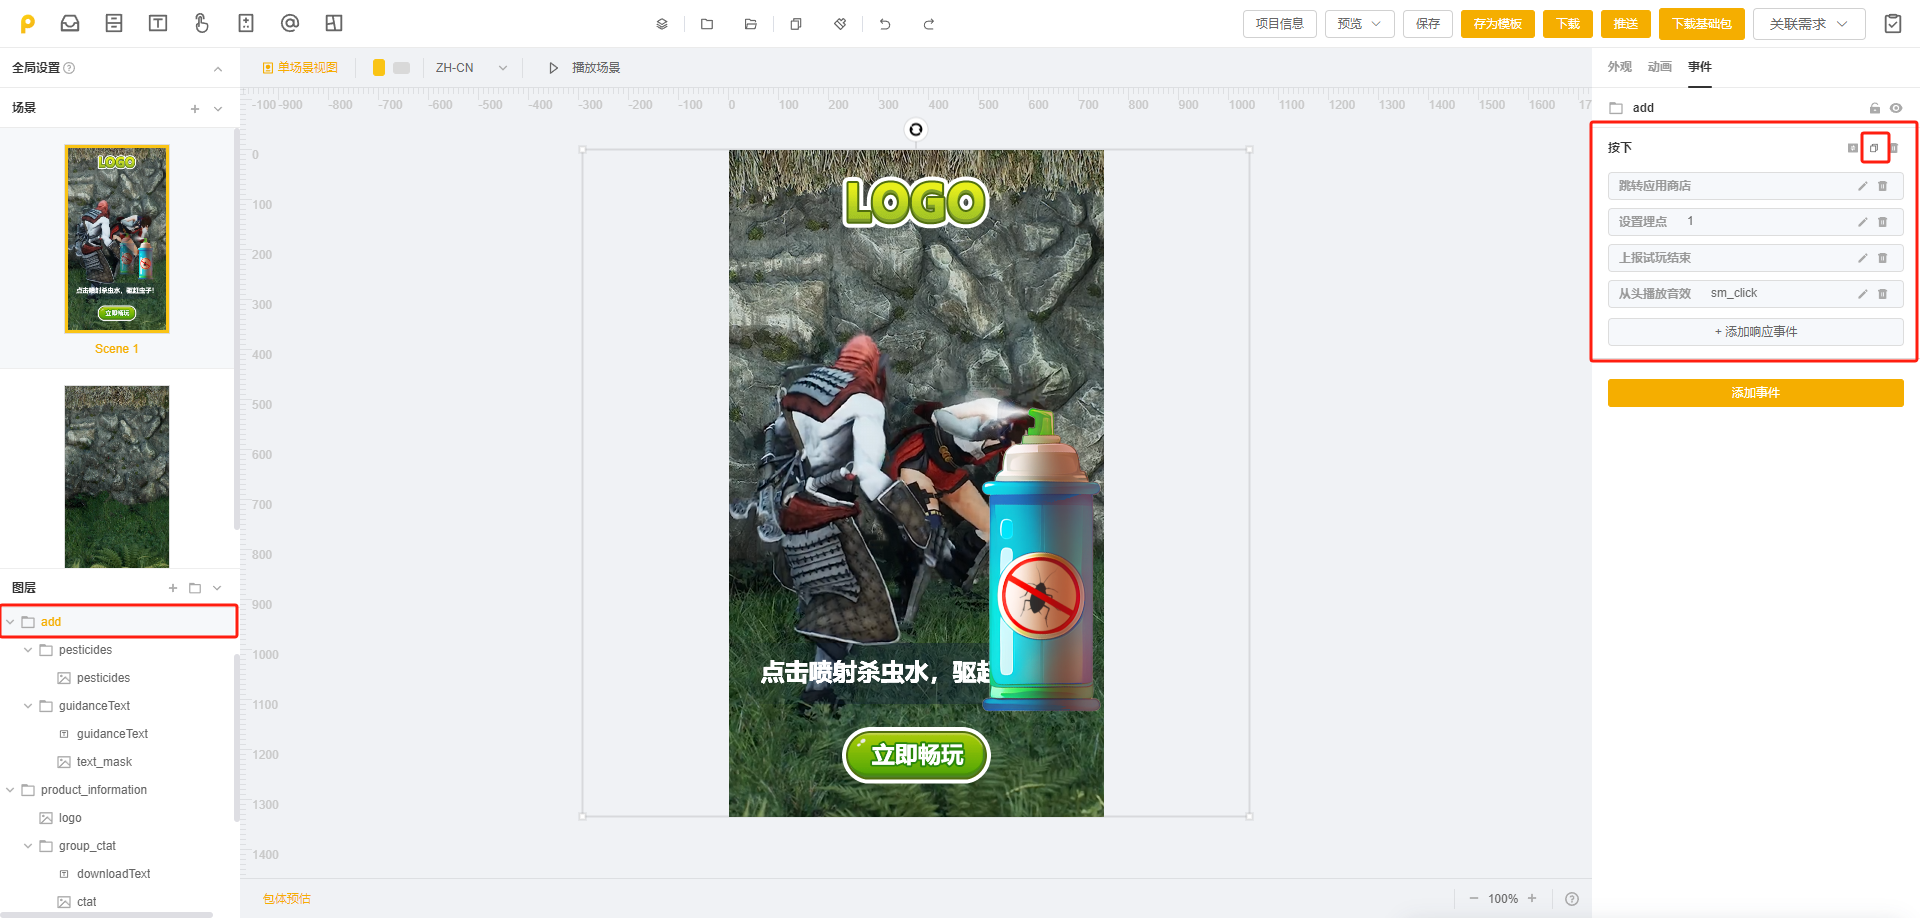 项目信息
预览
保存
存为模板
下载
推送
下载基础包
关联需求
全局设置
单场景视图
ZH-CN
播放场景
外观
动画
事件
场景
-100 -900 -800 -700 -600 -500 -400 -300 -200 -100 0 100 200 300 400 500 600 700 800 900 1000 1100 1200 1300 1400 1500 1600 17
add
按下
跳转应用商店
设置埋点 1
上报试玩结束
从头播放音效 sm_click
+ 添加响应事件
添加事件
LOGO
点击喷射杀虫水，驱赶虫子!
立即畅玩
Scene 1
图层
add
pesticides
pesticides
guidanceText
guidanceText
text_mask
product_information
logo
group_ctat
downloadText
ctat
0
100
200
300
400
500
600
700
800
900
1000
1100
1200
1300
1400
LOGO
点击喷射杀虫水，驱赶
立即畅玩
包体预估
100%